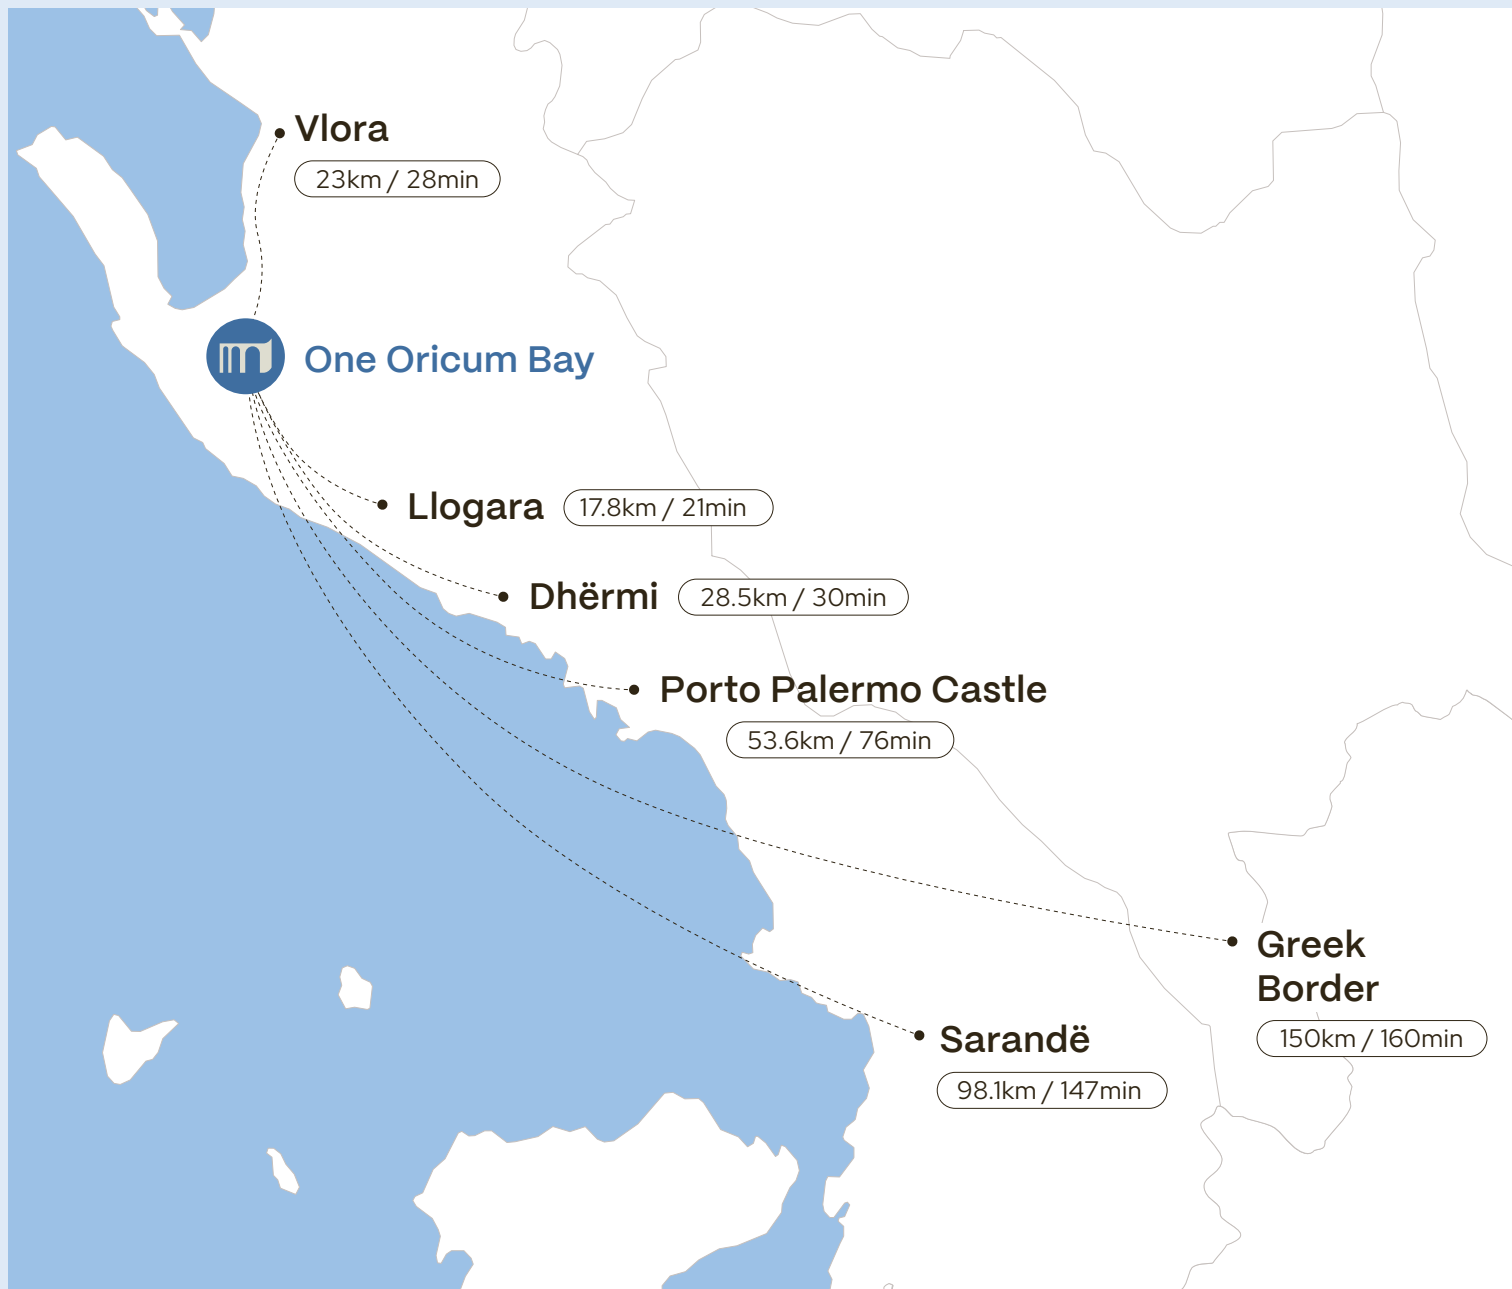 Vlora
23km / 28min
One Oricum Bay
Llogara
17.8km / 21min
Dhërmi
28.5km / 30min
Porto Palermo Castle
53.6km / 76min
Greek
Border
150km / 160min
Sarandë
98.1km / 147min